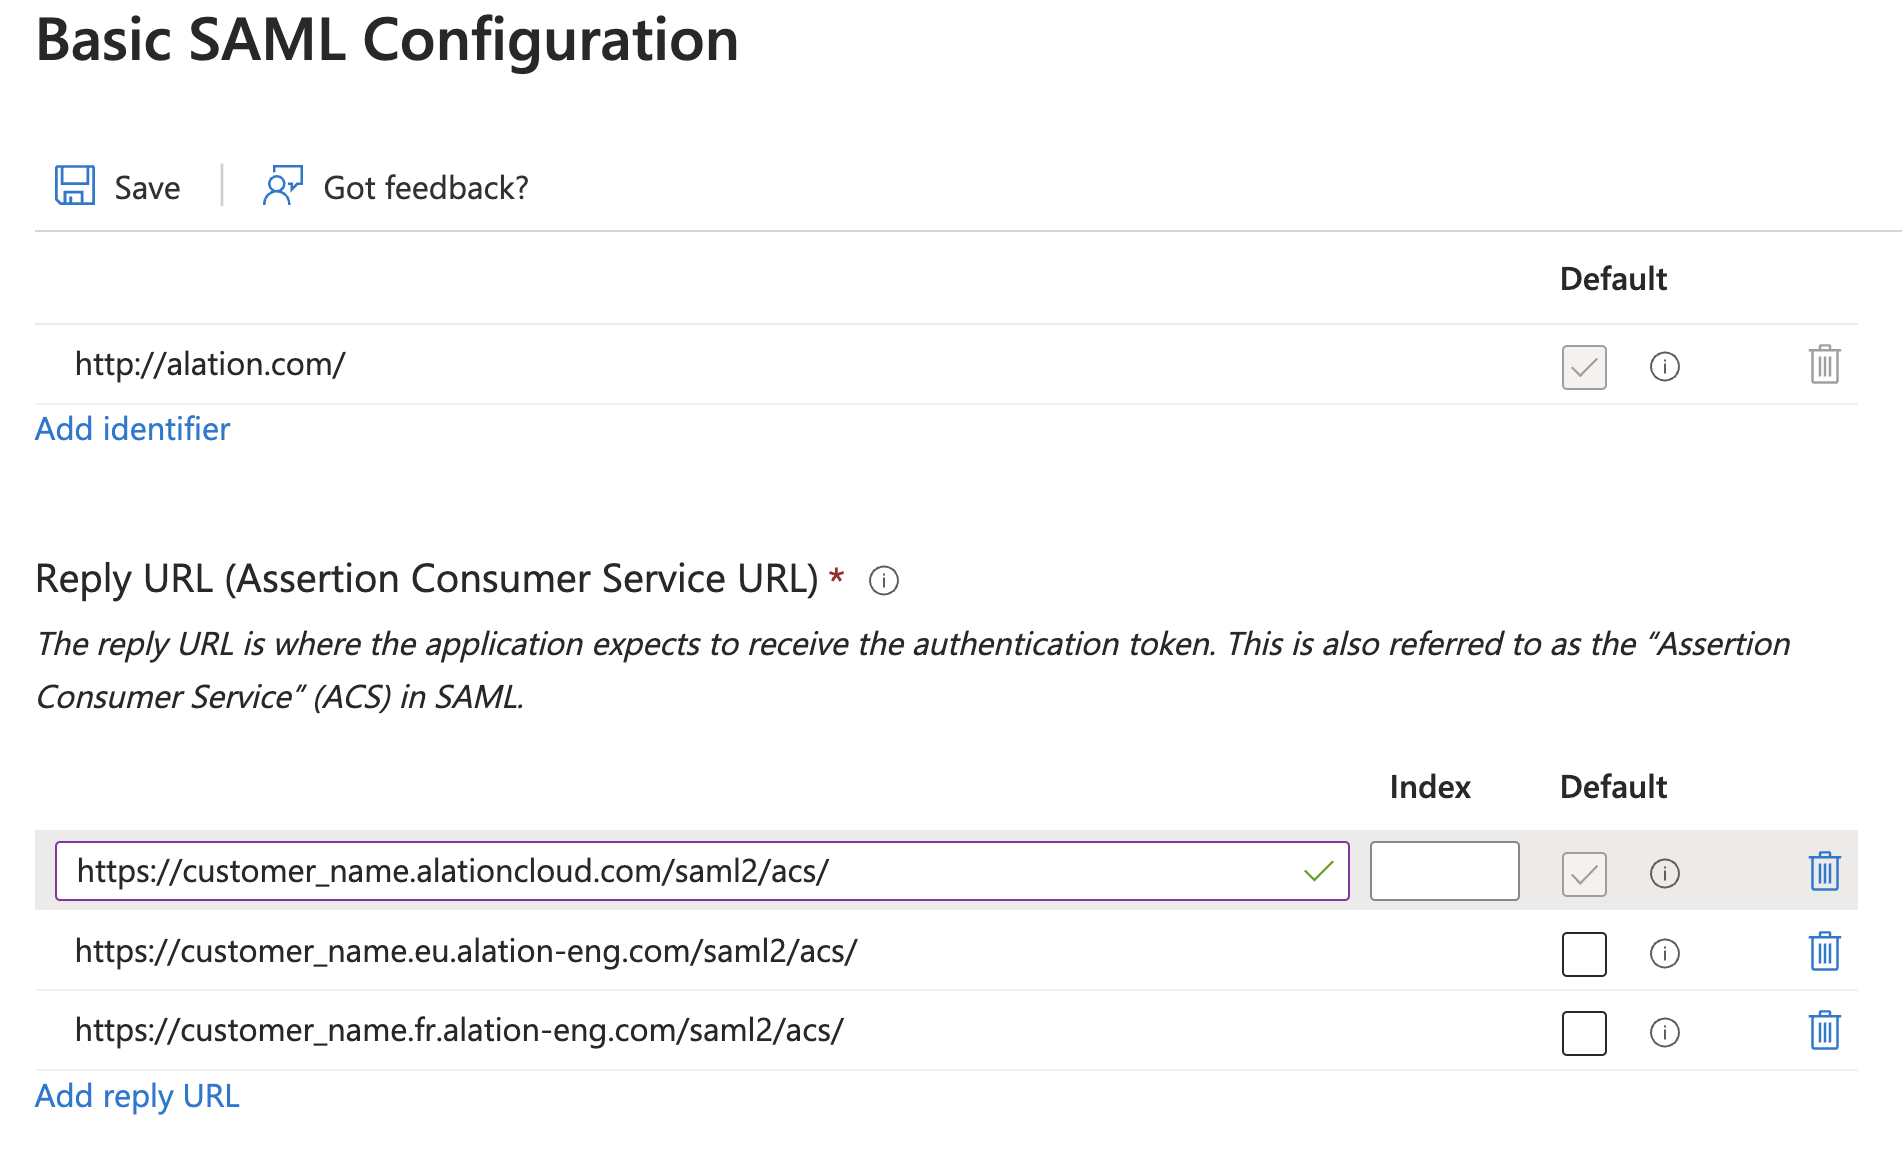 Basic SAML Configuration
Save
Got feedback?
Default
http://alation.com/
Add identifier
Reply URL (Assertion Consumer Service URL) *
The reply URL is where the application expects to receive the authentication token. This is also referred to as the “Assertion
Consumer Service” (ACS) in SAML.
Index Default
https://customer_name.alationcloud.com/saml2/acs/
https://customer_name.eu.alation-eng.com/saml2/acs/
https://customer_name.fr.alation-eng.com/saml2/acs/
Add reply URL